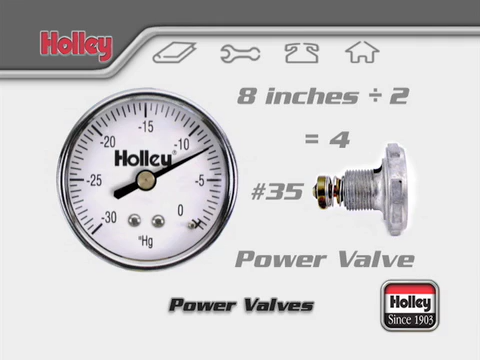 Holley
8 inches ÷ 2
= 4
#35
Power Valve
-15
-20
-10
Holley®
-25
-5
-30
0
"Hg
Power Valves
Holley
®
Since 1903